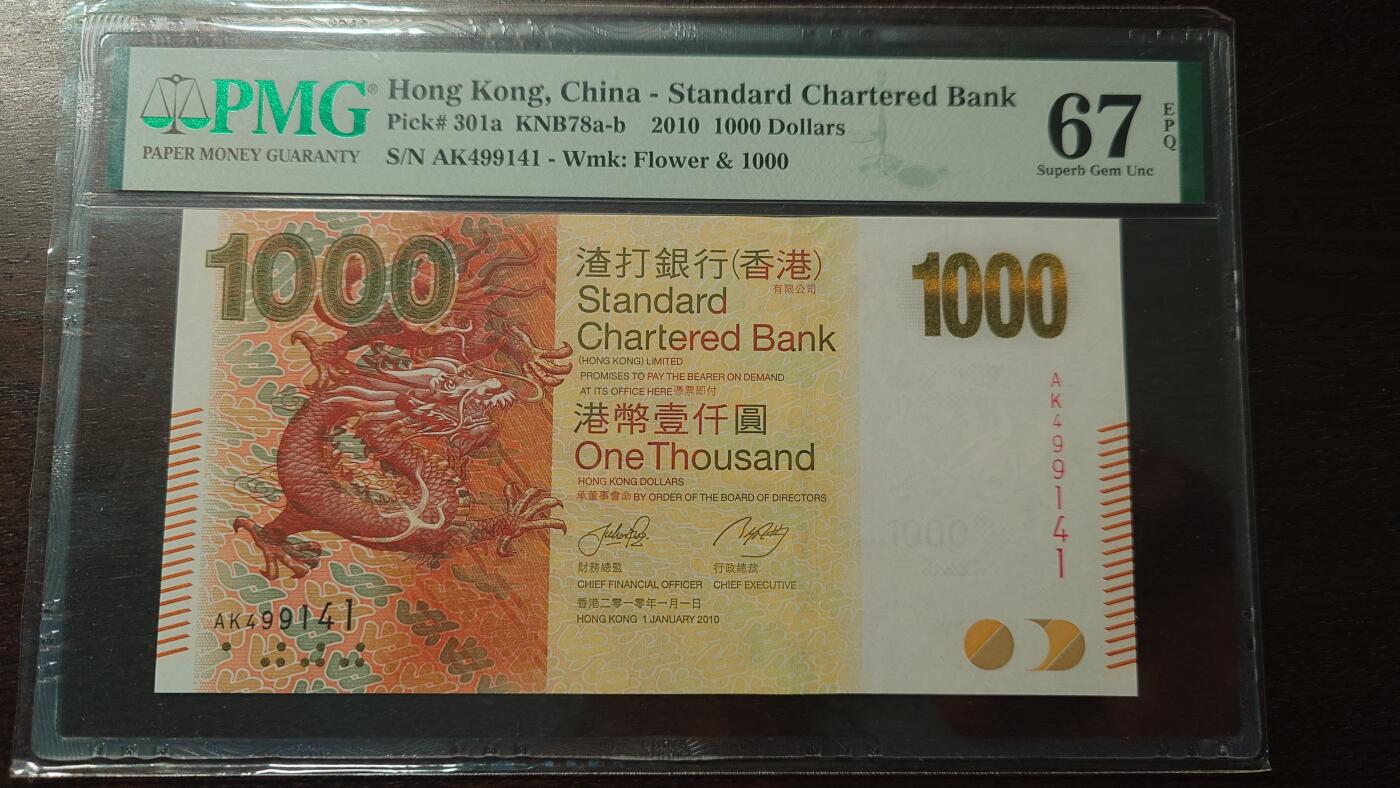 PMG®
PAPER MONEY GUARANTY
Hong Kong, China - Standard Chartered Bank
Pick# 301a KNB78a-b 2010 1000 Dollars
S/N AK499141 - Wmk: Flower & 1000
67
EPQ
Superb Gem Unc
1000
渣打銀行(香港)
有限公司
Standard
Chartered Bank
(HONG KONG) LIMITED
PROMISES TO PAY THE BEARER ON DEMAND
AT ITS OFFICE HERE 憑票即付
港幣壹仟圓
One Thousand
HONG KONG DOLLARS
承董事會命 BY ORDER OF THE BOARD OF DIRECTORS
財務總監 行政總裁
CHIEF FINANCIAL OFFICER CHIEF EXECUTIVE
香港二零一零年一月一日
HONG KONG 1 JANUARY 2010
AK499141
1000
AK499141
1000